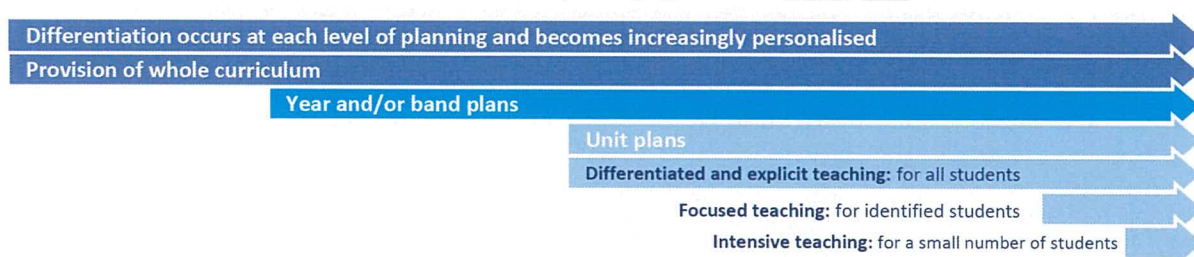 Differentiation occurs at each level of planning and becomes increasingly personalised
Provision of whole curriculum
Year and/or band plans
Unit plans
Differentiated and explicit teaching: for all students
Focused teaching: for identified students
Intensive teaching: for a small number of students